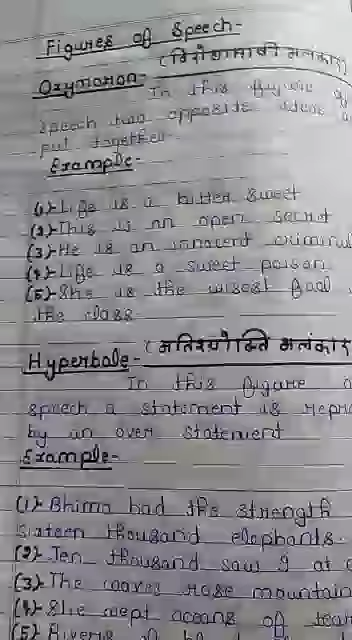 Figures of Speech-
Oxymoron- (विरोधाभासी अलंकार)
In this figure of
speech two opposite ideas a
put together.
Example-
(1)- Life is a bitter sweet
(2)- This is an open secret
(3)- He is an innocent criminal
(4)- Life is a sweet poison
(5)- She is the wisest fool
the class
Hyperbole- (अतिश्योक्ति अलंकार
In this figure o
speech a statement is repre
by an over statement
Example-
(1)- Bhima had the strength
sixteen thousand elephants.
(2)- Ten thousand saw I at
(3)- The waves rose mountain
(4)- She wept oceans of tear
(5)- Rivers of